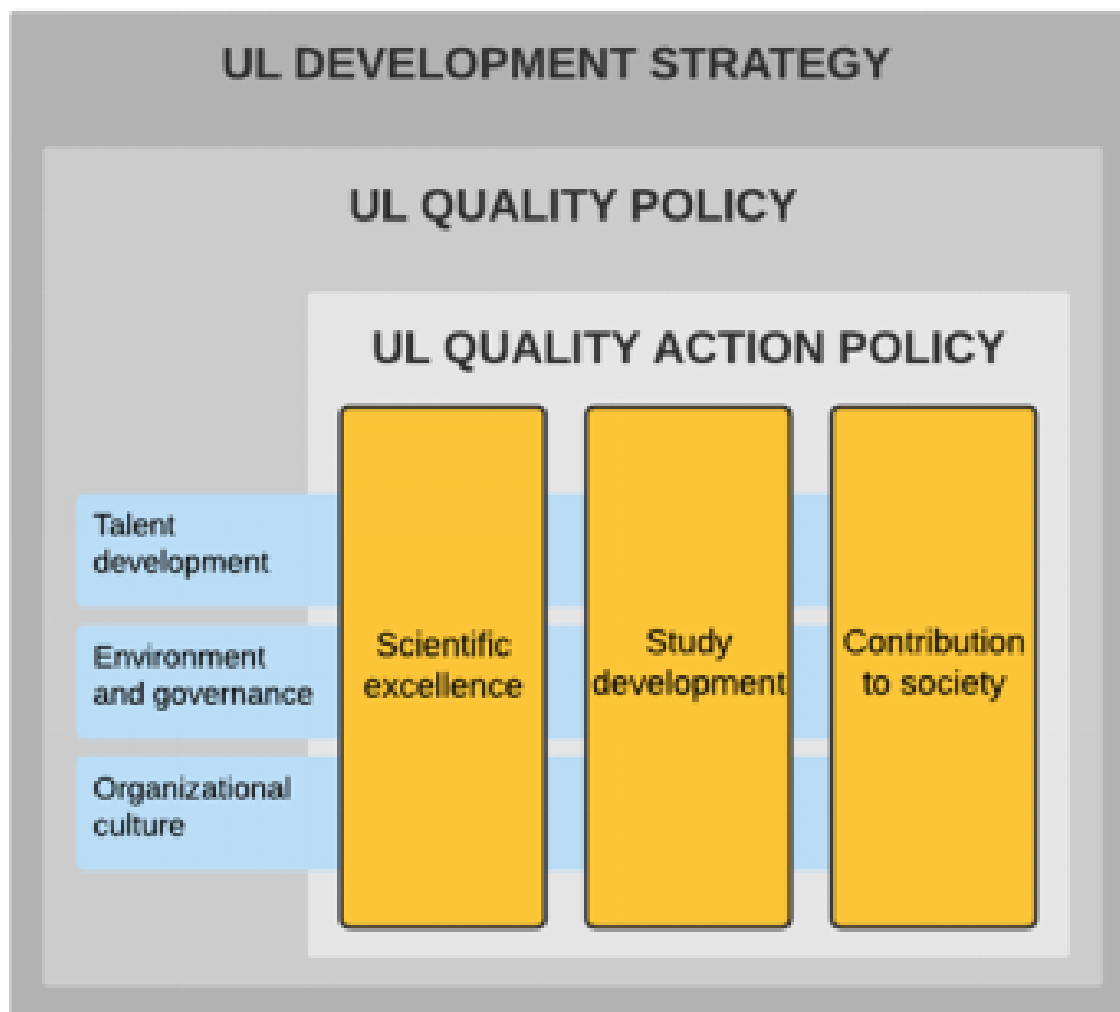 UL DEVELOPMENT STRATEGY
UL QUALITY POLICY
UL QUALITY ACTION POLICY
Talent
development
Environment
and governance
Organizational
culture
Scientific
excellence
Study
development
Contribution
to society